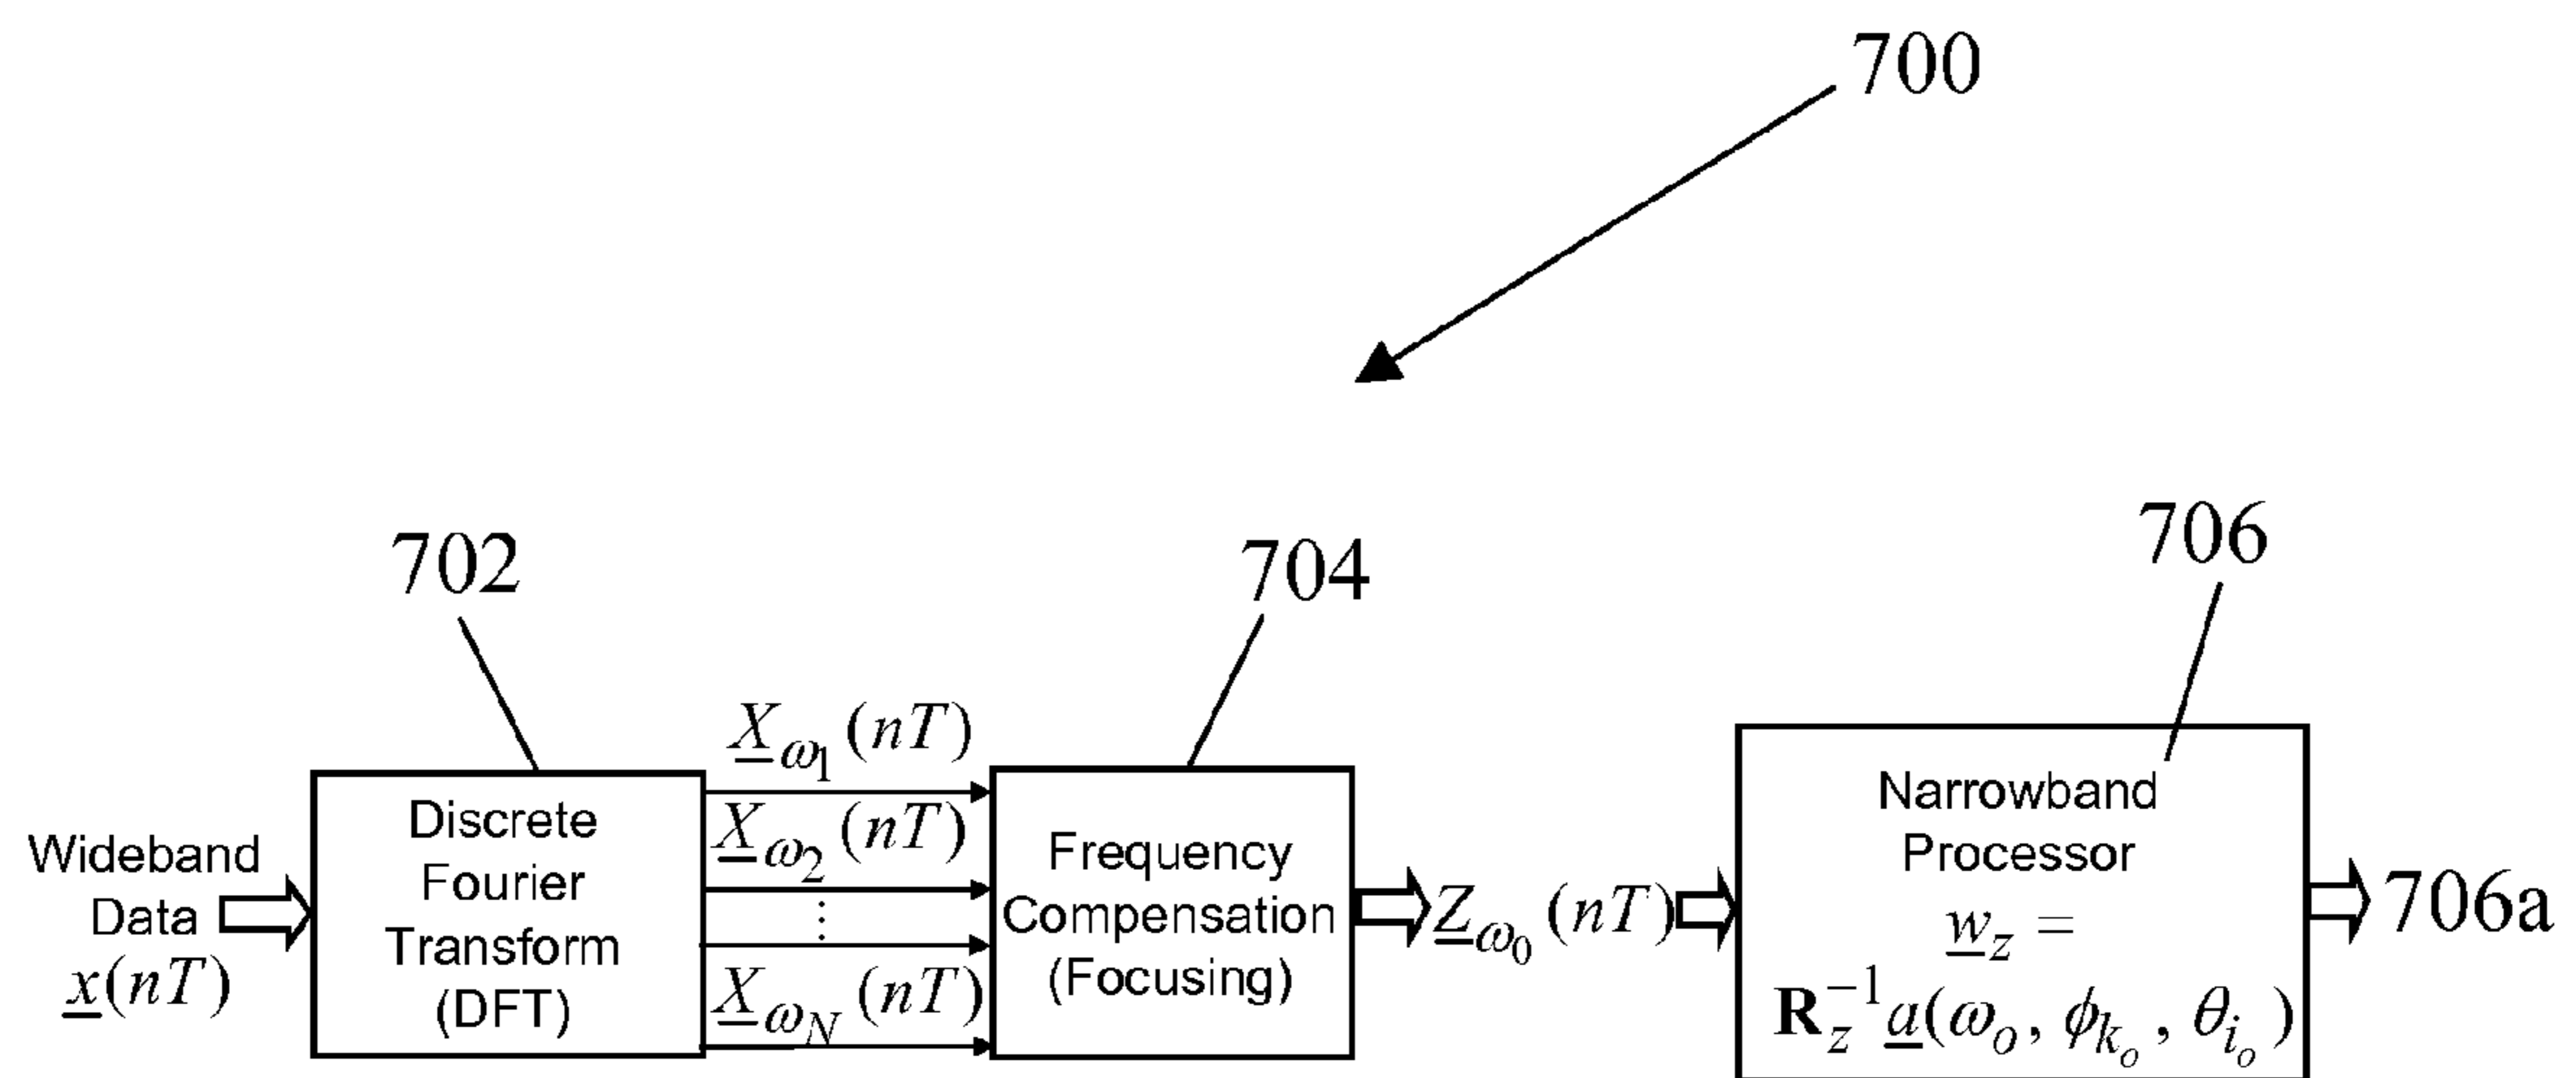 700
702
704
706
Wideband
Data
x(nT)
Discrete
Fourier
Transform
(DFT)
X_ω1 (nT)
X_ω2 (nT)
⋮
X_ωN (nT)
Frequency
Compensation
(Focusing)
Z_ω0 (nT)
Narrowband
Processor
w_z =
R_z^-1 a(ω_o, ϕ_k_o, θ_i_o)
706a